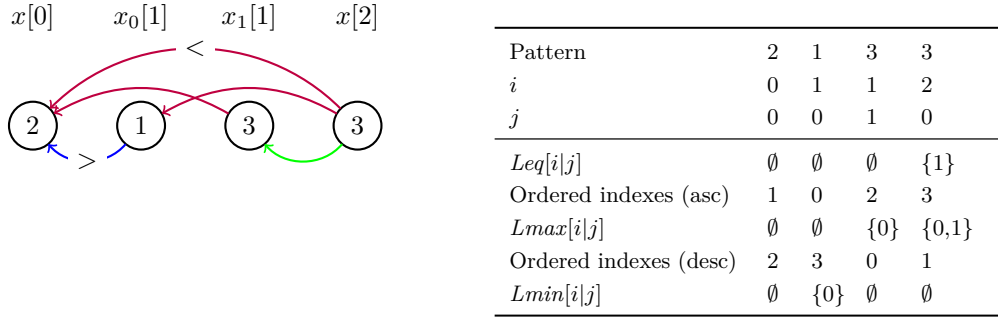 x[0] x₀[1] x₁[1] x[2]
<
2 1 3 3
>
Pattern 2 1 3 3
i 0 1 1 2
j 0 0 1 0
Leq[i|j] ∅ ∅ ∅ {1}
Ordered indexes (asc) 1 0 2 3
Lmax[i|j] ∅ ∅ {0} {0,1}
Ordered indexes (desc) 2 3 0 1
Lmin[i|j] ∅ {0} ∅ ∅